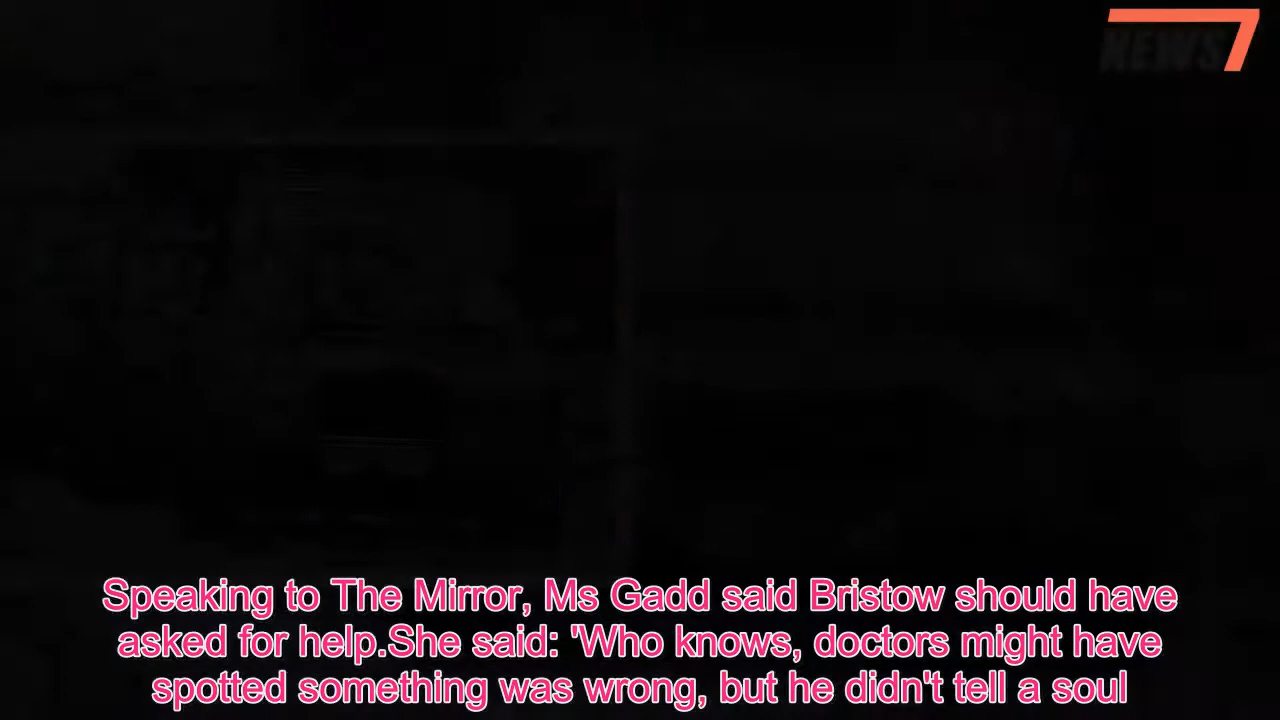 NEWS7
Speaking to The Mirror, Ms Gadd said Bristow should have
asked for help.She said: 'Who knows, doctors might have
spotted something was wrong, but he didn't tell a soul